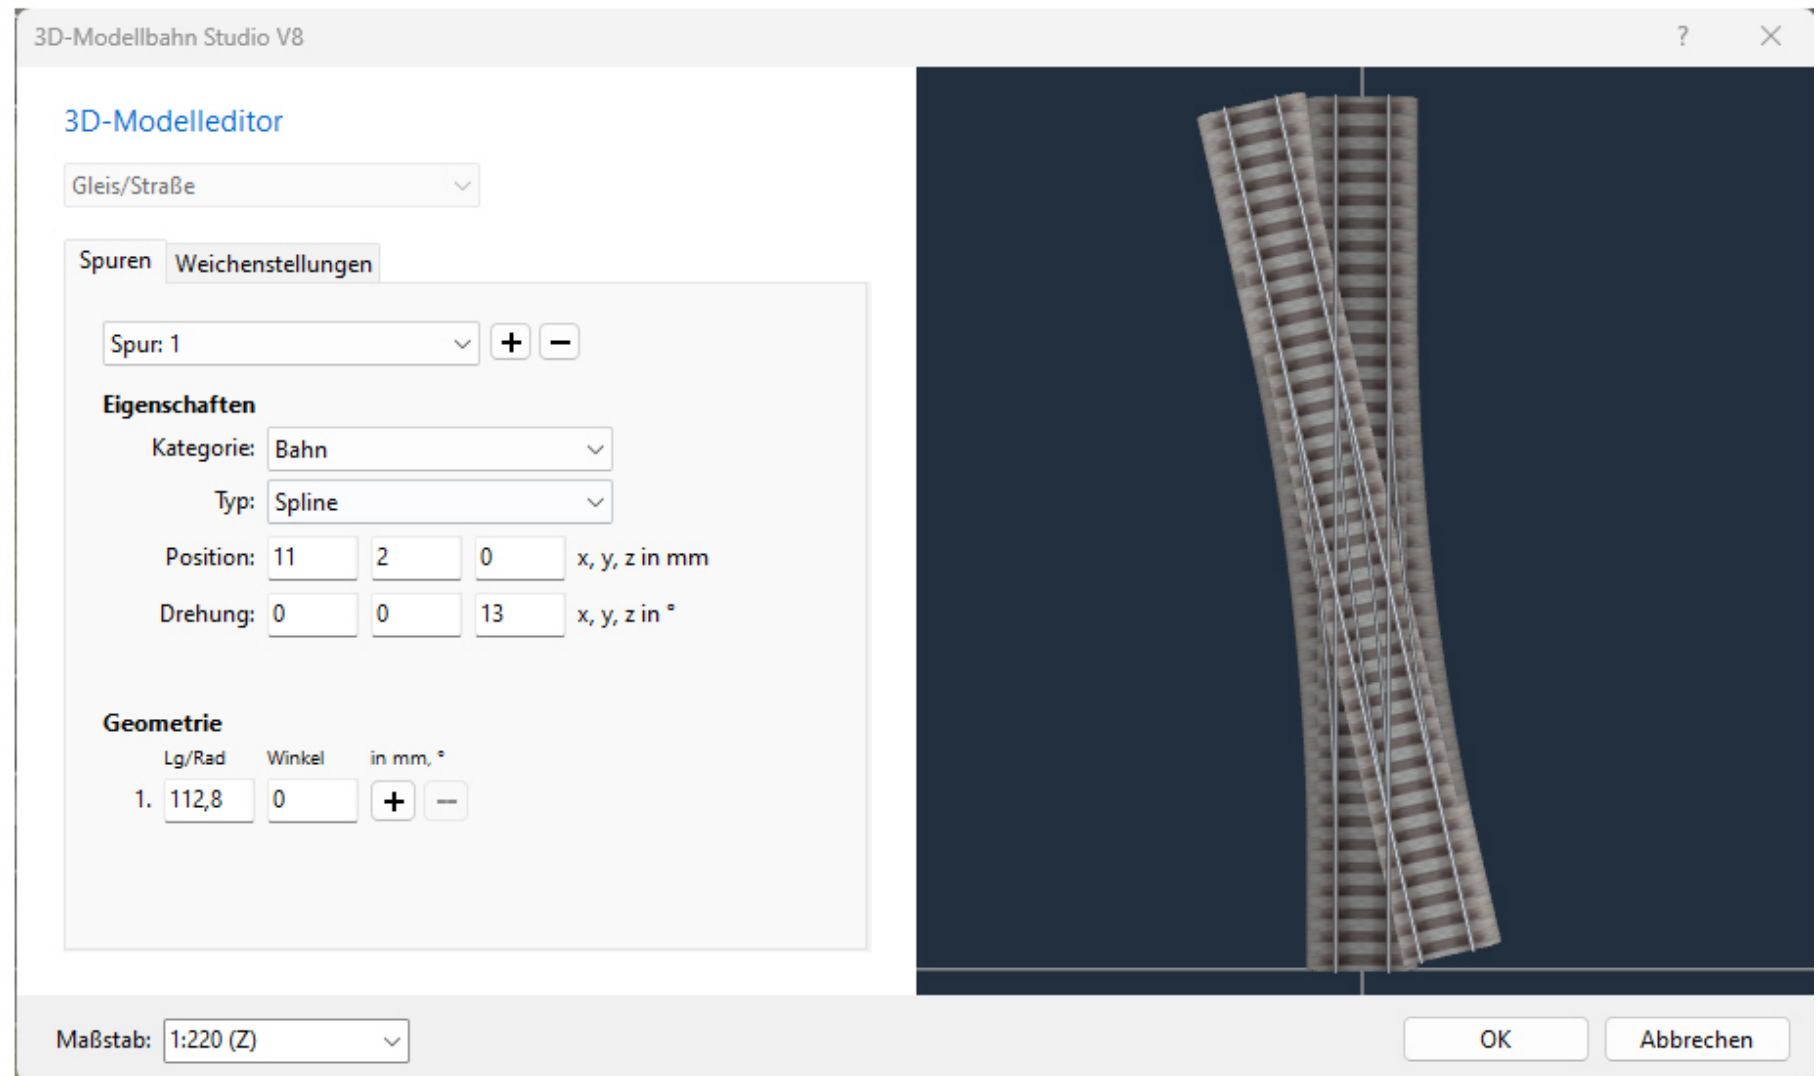 3D-Modellbahn Studio V8 ?
3D-Modelleditor
Gleis/Straße
Spuren Weichenstellungen
Spur: 1
Eigenschaften
Kategorie: Bahn
Typ: Spline
Position: 11 2 0 x, y, z in mm
Drehung: 0 0 13 x, y, z in °
Geometrie
Lg/Rad Winkel in mm, °
1. 112,8 0
Maßstab: 1:220 (Z) OK Abbrechen